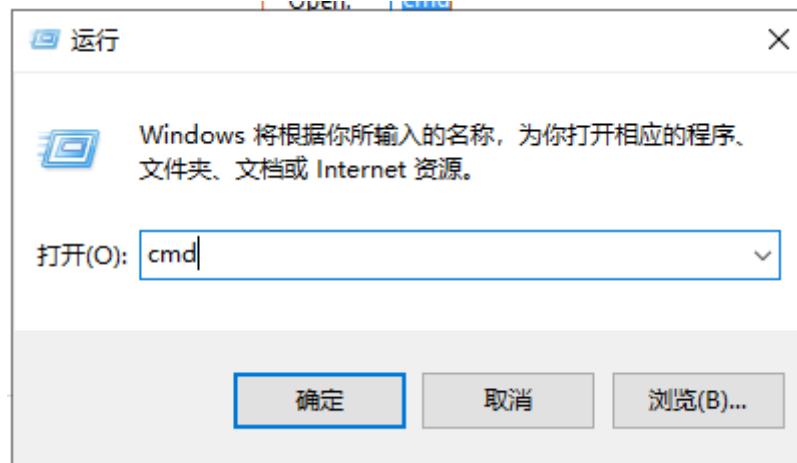 Open: cmd
运行
Windows 将根据你所输入的名称，为你打开相应的程序、
文件夹、文档或 Internet 资源。
打开(O): cmd
确定 取消 浏览(B)...